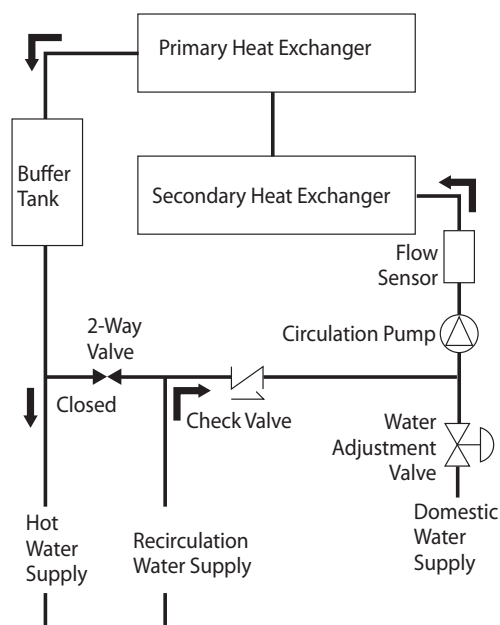 Primary Heat Exchanger
Buffer
Tank
Secondary Heat Exchanger
Flow
Sensor
2-Way
Valve
Circulation Pump
Closed
Check Valve
Water
Adjustment
Valve
Hot
Water
Supply
Recirculation
Water Supply
Domestic
Water
Supply